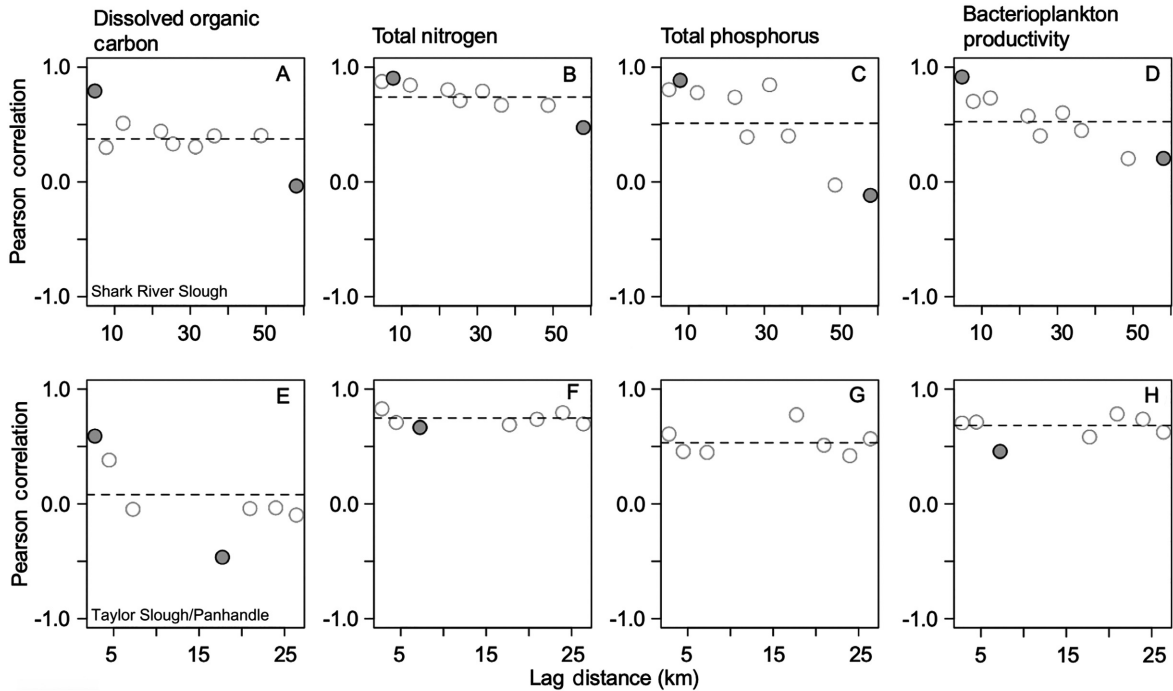 Dissolved organic
carbon
Total nitrogen
Total phosphorus
Bacterioplankton
productivity
Pearson correlation
1.0
0.0
-1.0
A
Shark River Slough
10 30 50
1.0
0.0
-1.0
B
10 30 50
1.0
0.0
-1.0
C
10 30 50
1.0
0.0
-1.0
D
10 30 50
Pearson correlation
1.0
0.0
-1.0
E
Taylor Slough/Panhandle
5 15 25
1.0
0.0
-1.0
F
5 15 25
1.0
0.0
-1.0
G
5 15 25
1.0
0.0
-1.0
H
5 15 25
Lag distance (km)